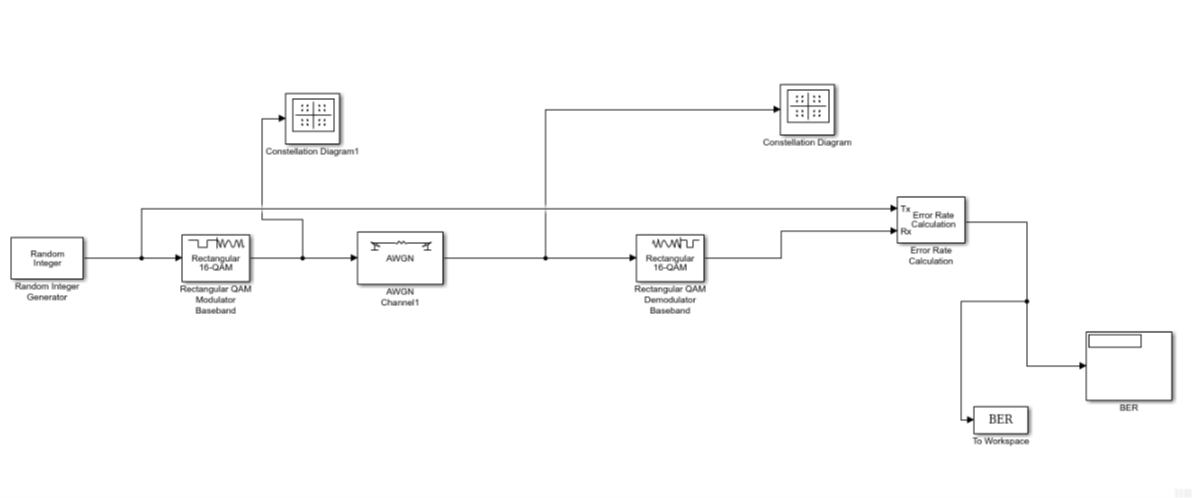 Constellation Diagram1
Constellation Diagram
Random
Integer
Random Integer
Generator
Rectangular
16-QAM
Rectangular QAM
Modulator
Baseband
AWGN
AWGN
Channel1
Rectangular
16-QAM
Rectangular QAM
Demodulator
Baseband
Tx
Rx
Error Rate
Calculation
Error Rate
Calculation
BER
To Workspace
BER